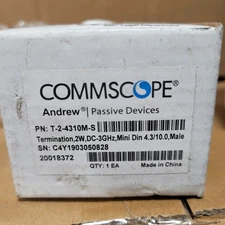 COMMSCOPE®
Andrew® | Passive Devices
PN: T-2-4310M-S
Termination,2W,DC-3GHz,Mini Din 4.3/10.0,Male
SN: C4Y1903050828
20018372
QTY: 1 EA
Made in China